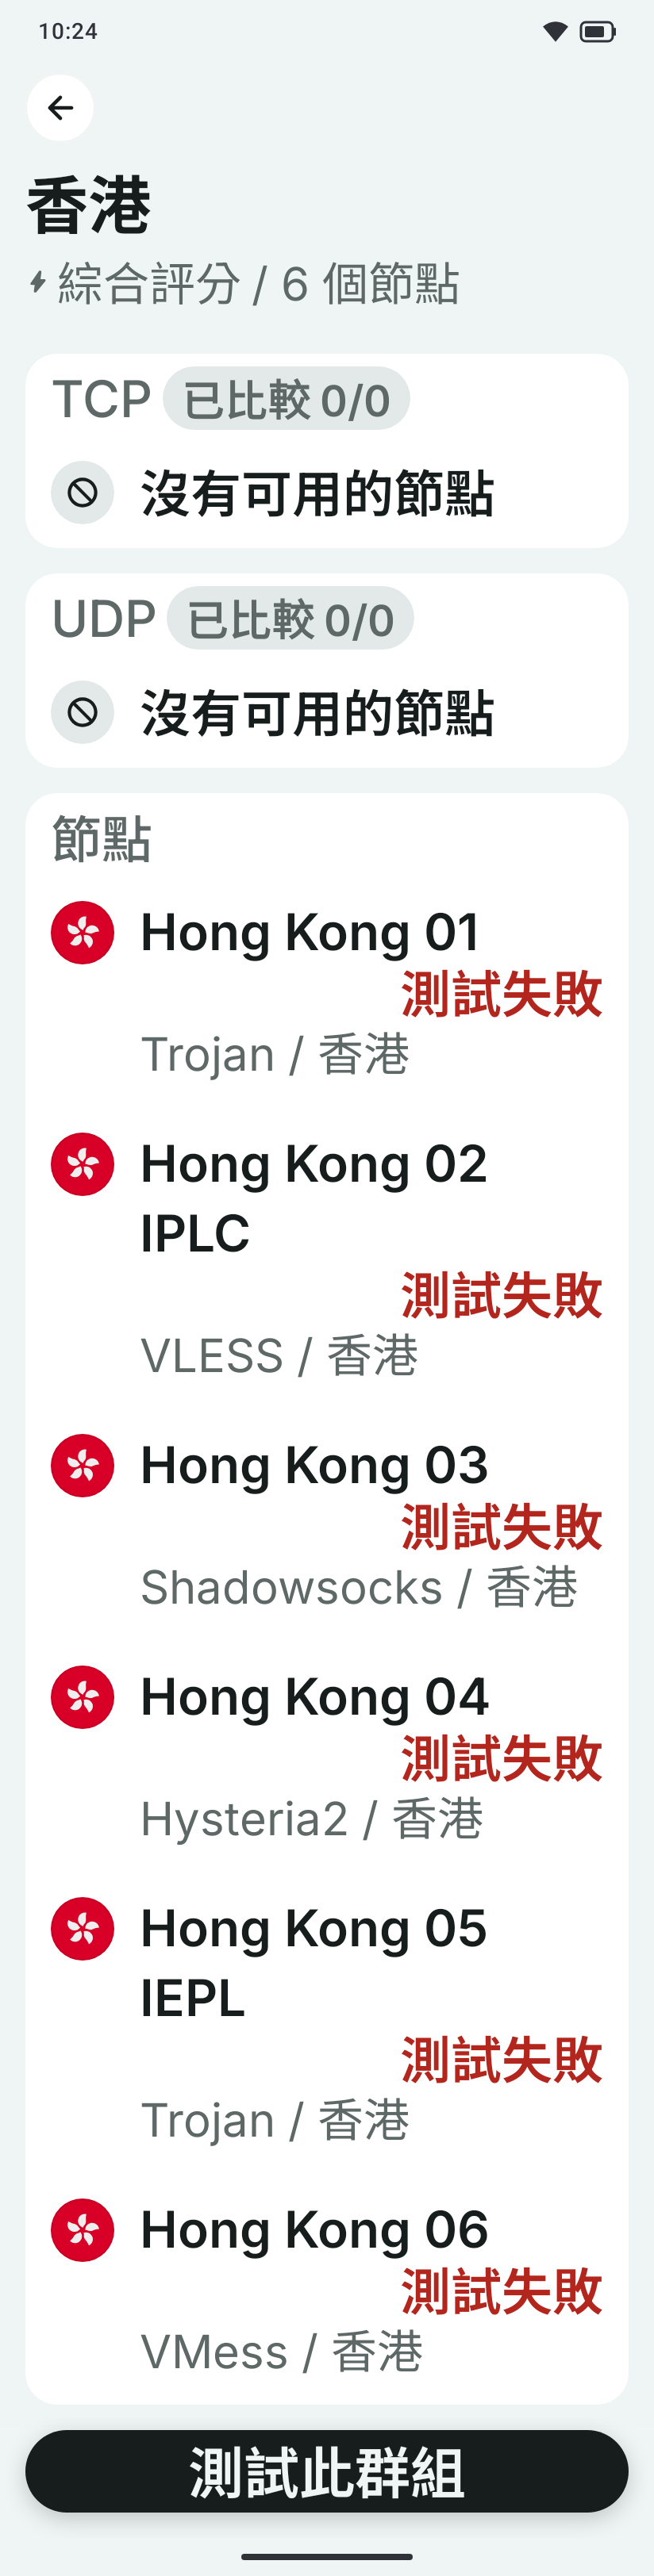 10:24
香港
綜合評分 / 6 個節點
TCP 已比較 0/0
沒有可用的節點
UDP 已比較 0/0
沒有可用的節點
節點
Hong Kong 01
測試失敗
Trojan / 香港
Hong Kong 02
IPLC
測試失敗
VLESS / 香港
Hong Kong 03
測試失敗
Shadowsocks / 香港
Hong Kong 04
測試失敗
Hysteria2 / 香港
Hong Kong 05
IEPL
測試失敗
Trojan / 香港
Hong Kong 06
測試失敗
VMess / 香港
測試此群組